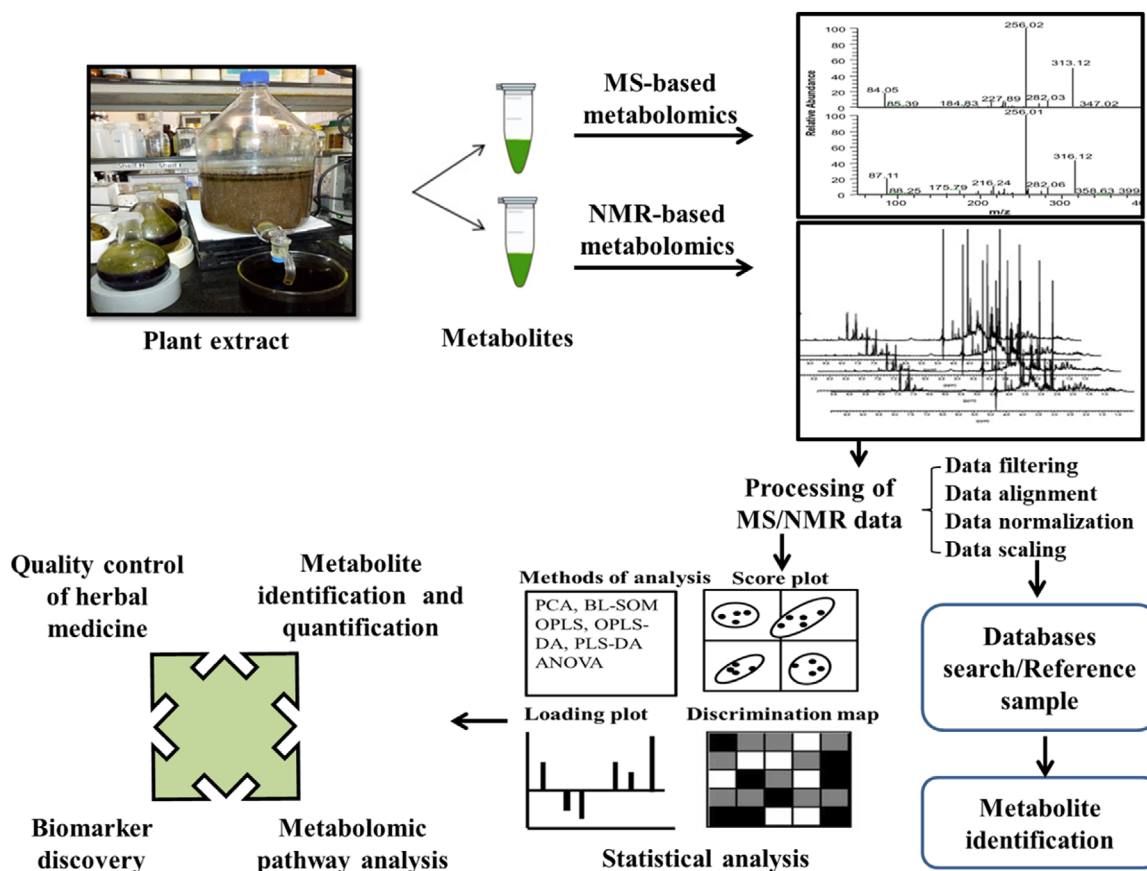 MS-based
metabolomics
NMR-based
metabolomics
Plant extract
Metabolites
Shelf H
Shelf I
Relative Abundance
100
80
60
40
20
0
84.05
85.39
184.83
227.89
256.02
282.03
313.12
347.02
100
80
60
40
20
0
87.11
88.25
175.79
216.24
256.01
282.06
316.12
358.63
399
100
200
300
m/z
Processing of
MS/NMR data
Data filtering
Data alignment
Data normalization
Data scaling
Databases
search/Reference
sample
Metabolite
identification
Methods of analysis
PCA, BL-SOM
OPLS, OPLS-
DA, PLS-DA
ANOVA
Score plot
Loading plot
Discrimination map
Statistical analysis
Quality control
of herbal
medicine
Metabolite
identification and
quantification
Biomarker
discovery
Metabolomic
pathway analysis